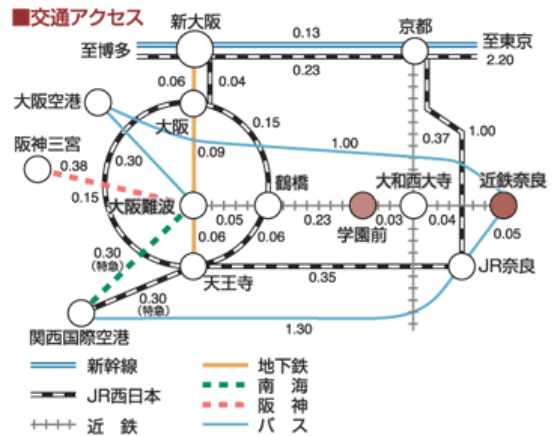 ■交通アクセス
新大阪
0.13
京都
至博多
至東京
0.23
2.20
0.06
0.04
大阪空港
大阪
0.15
0.37
1.00
阪神三宮
0.30
0.09
1.00
0.38
鶴橋
大和西大寺
近鉄奈良
0.15
大阪難波
0.05
0.23
0.03
0.04
学園前
0.05
0.06
0.06
0.30
(特急)
0.35
JR奈良
天王寺
0.30
(特急)
関西国際空港
1.30
新幹線
地下鉄
JR西日本
南 海
阪 神
近 鉄
バ ス